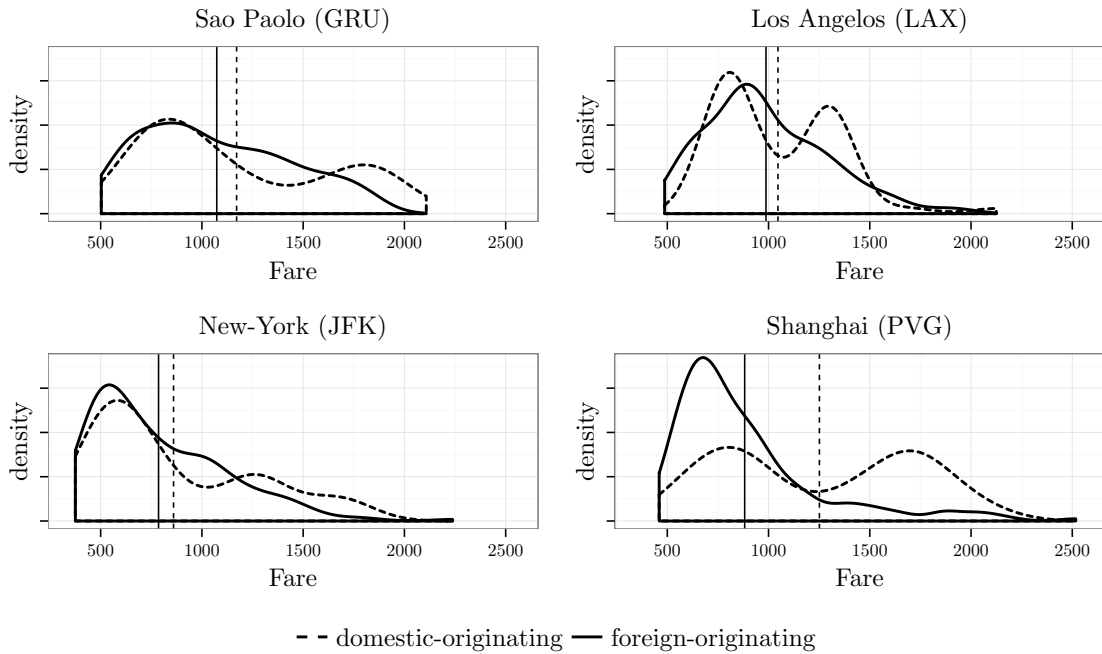 Sao Paolo (GRU)
Los Angelos (LAX)
density
density
500 1000 1500 2000 2500
500 1000 1500 2000 2500
Fare
Fare
New-York (JFK)
Shanghai (PVG)
density
density
500 1000 1500 2000 2500
500 1000 1500 2000 2500
Fare
Fare
domestic-originating foreign-originating